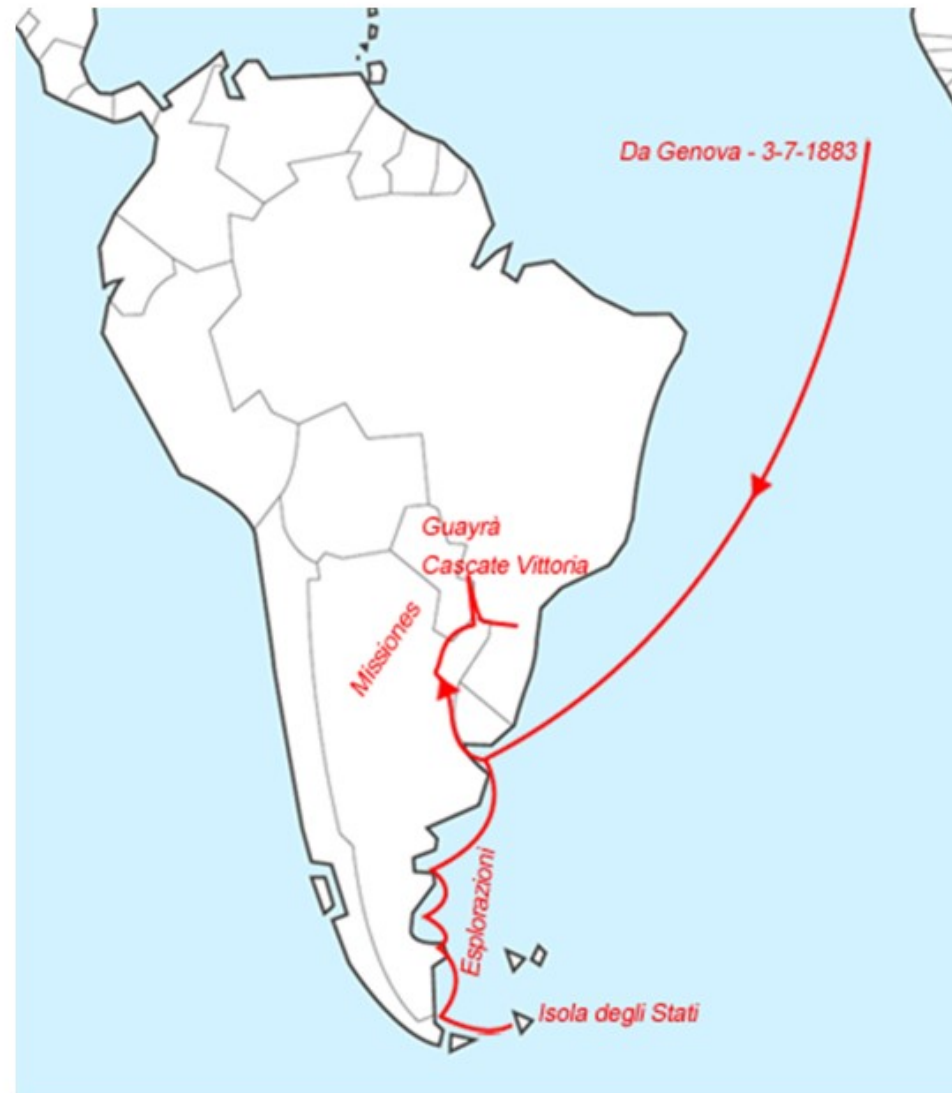 Da Genova - 3-7-1883
Guayrà
Cascate Vittoria
Missiones
Esplorazioni
Isola degli Stati